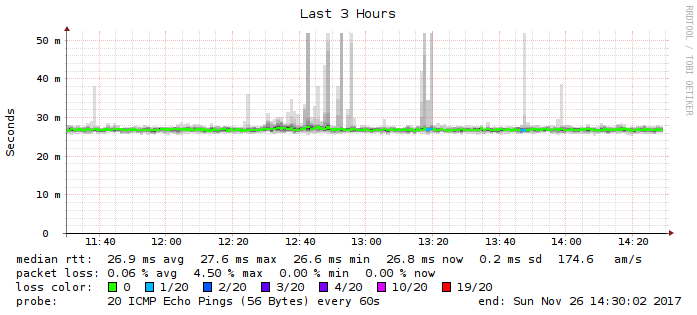 Last 3 Hours
RRDTOOL / TOBI OETIKER
Seconds
50 m
40 m
30 m
20 m
10 m
0
11:40 12:00 12:20 12:40 13:00 13:20 13:40 14:00 14:20
median rtt: 26.9 ms avg 27.6 ms max 26.6 ms min 26.8 ms now 0.2 ms sd 174.6 am/s
packet loss: 0.06 % avg 4.50 % max 0.00 % min 0.00 % now
loss color: 0 1/20 2/20 3/20 4/20 10/20 19/20
probe: 20 ICMP Echo Pings (56 Bytes) every 60s end: Sun Nov 26 14:30:02 2017